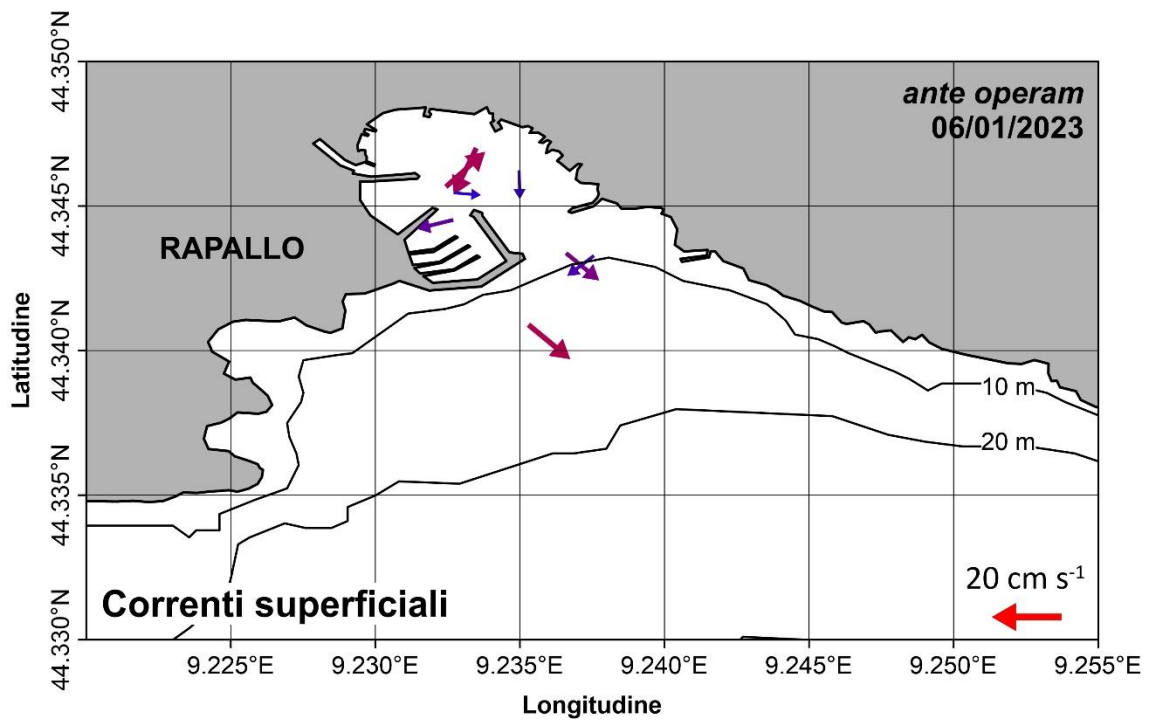 44.350°N
44.345°N
44.340°N
44.335°N
44.330°N
Latitudine
ante operam
06/01/2023
RAPALLO
10 m
20 m
20 cm s⁻¹
Correnti superficiali
9.225°E 9.230°E 9.235°E 9.240°E 9.245°E 9.250°E 9.255°E
Longitudine